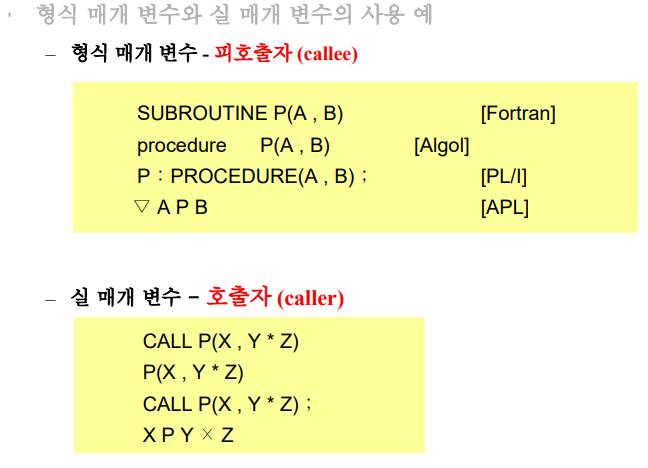 형식 매개 변수와 실 매개 변수의 사용 예
– 형식 매개 변수 - 피호출자 (callee)
SUBROUTINE P(A , B) [Fortran]
procedure P(A , B) [Algol]
P : PROCEDURE(A , B) ; [PL/I]
▽ A P B [APL]
– 실 매개 변수 – 호출자 (caller)
CALL P(X , Y * Z)
P(X , Y * Z)
CALL P(X , Y * Z) ;
X P Y × Z